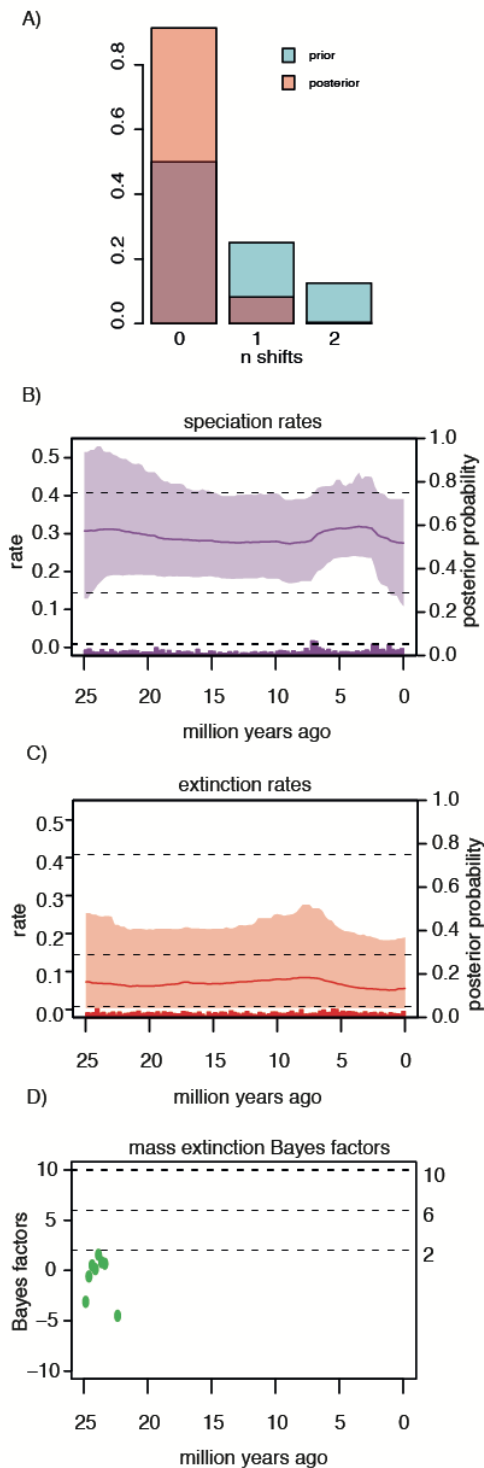 A)
prior
posterior
0.0 0.2 0.4 0.6 0.8
0 1 2
n shifts
B)
speciation rates
rate
0.5
0.4
0.3
0.2
0.1
0.0
posterior probability
1.0
0.8
0.6
0.4
0.2
0.0
25 20 15 10 5 0
million years ago
C)
extinction rates
rate
0.5
0.4
0.3
0.2
0.1
0.0
posterior probability
1.0
0.8
0.6
0.4
0.2
0.0
25 20 15 10 5 0
million years ago
D)
mass extinction Bayes factors
Bayes factors
10
5
0
−5
−10
10
6
2
25 20 15 10 5 0
million years ago